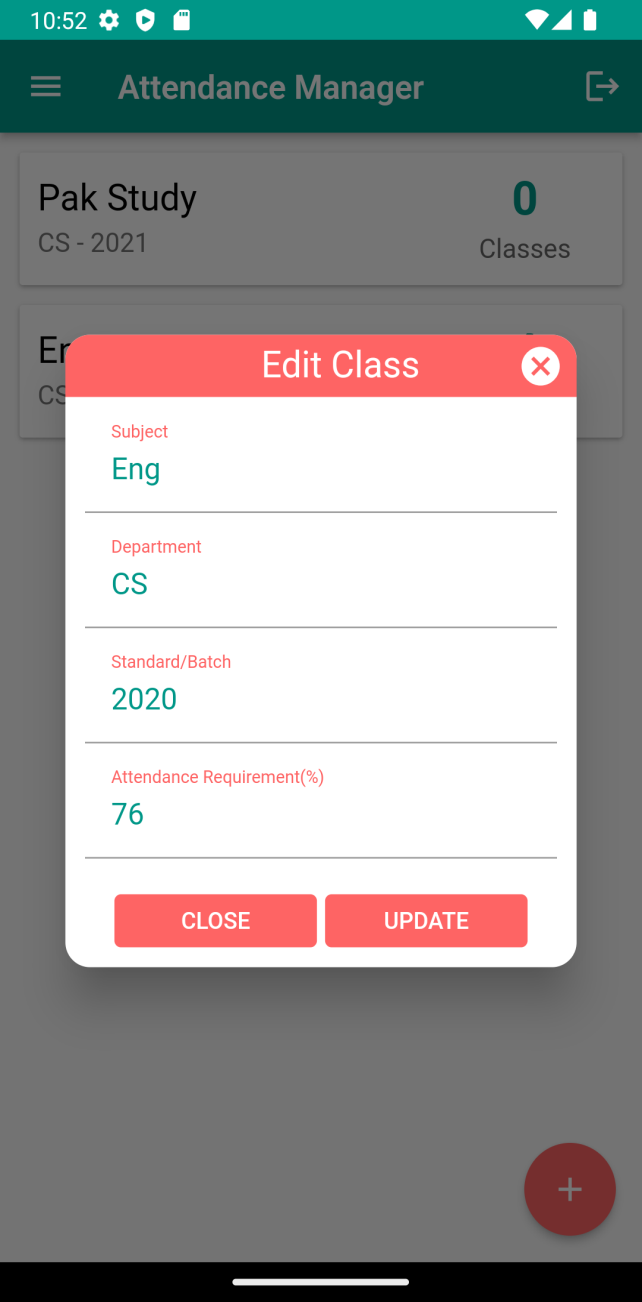 10:52
Attendance Manager
Pak Study
0
CS - 2021
Classes
Edit Class
Subject
Eng
Department
CS
Standard/Batch
2020
Attendance Requirement(%)
76
CLOSE
UPDATE